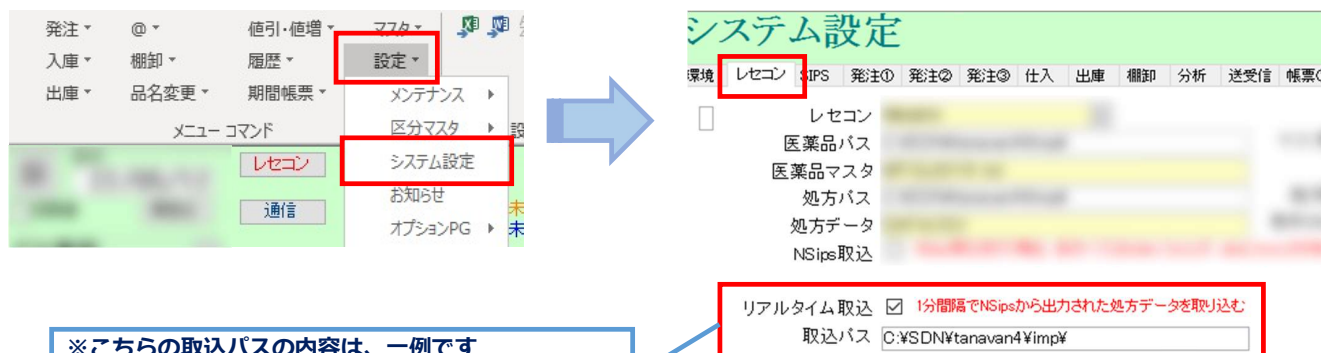 発注 @ 値引・値増 マスタ
入庫 棚卸 履歴 設定
出庫 品名変更 期間帳票
メニュー コマンド
メンテナンス
区分マスタ
システム設定
お知らせ
オプションPG
レセコン
通信
システム設定
環境 レセコン SIPS 発注① 発注② 発注③ 仕入 出庫 棚卸 分析 送受信
レセコン
医薬品パス
医薬品マスタ
処方パス
処方データ
NSips取込
リアルタイム取込 ☑ 1分間隔でNSipsから出力された処方データを取り込む
取込パス C:¥SDN¥tanavan4¥imp¥
※こちらの取込パスの内容は、一例です